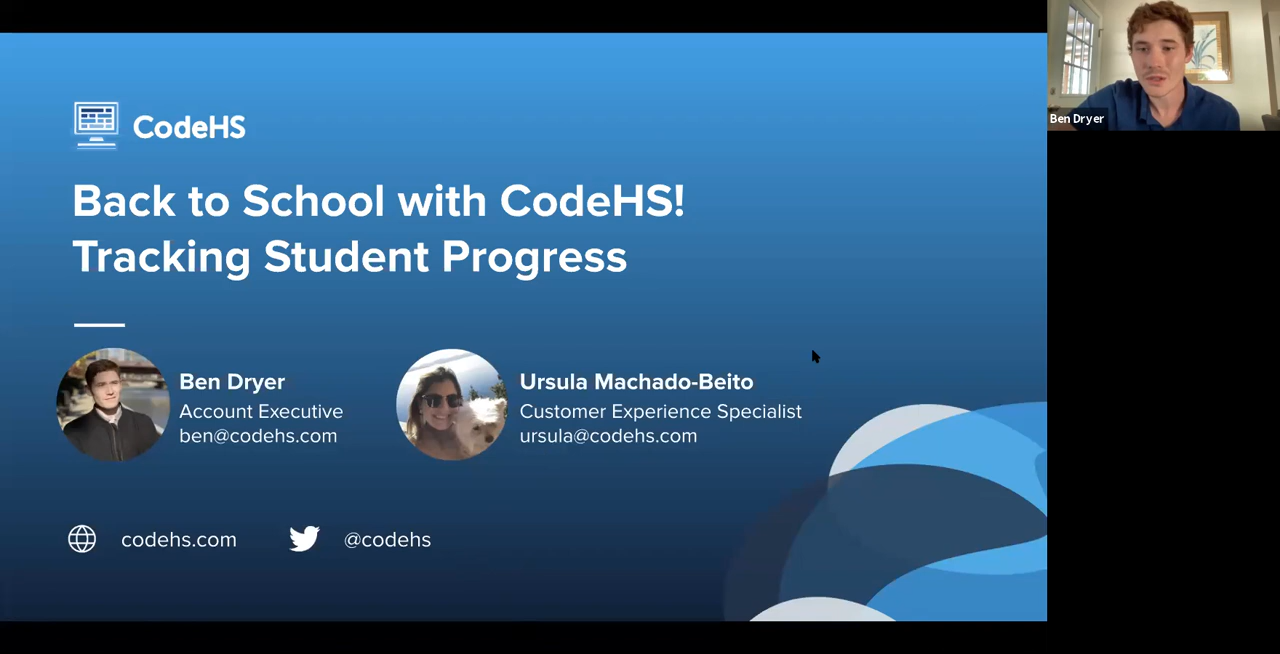 CodeHS
Back to School with CodeHS!
Tracking Student Progress
Ben Dryer
Account Executive
ben@codehs.com
Ursula Machado-Beito
Customer Experience Specialist
ursula@codehs.com
codehs.com
@codehs
Ben Dryer